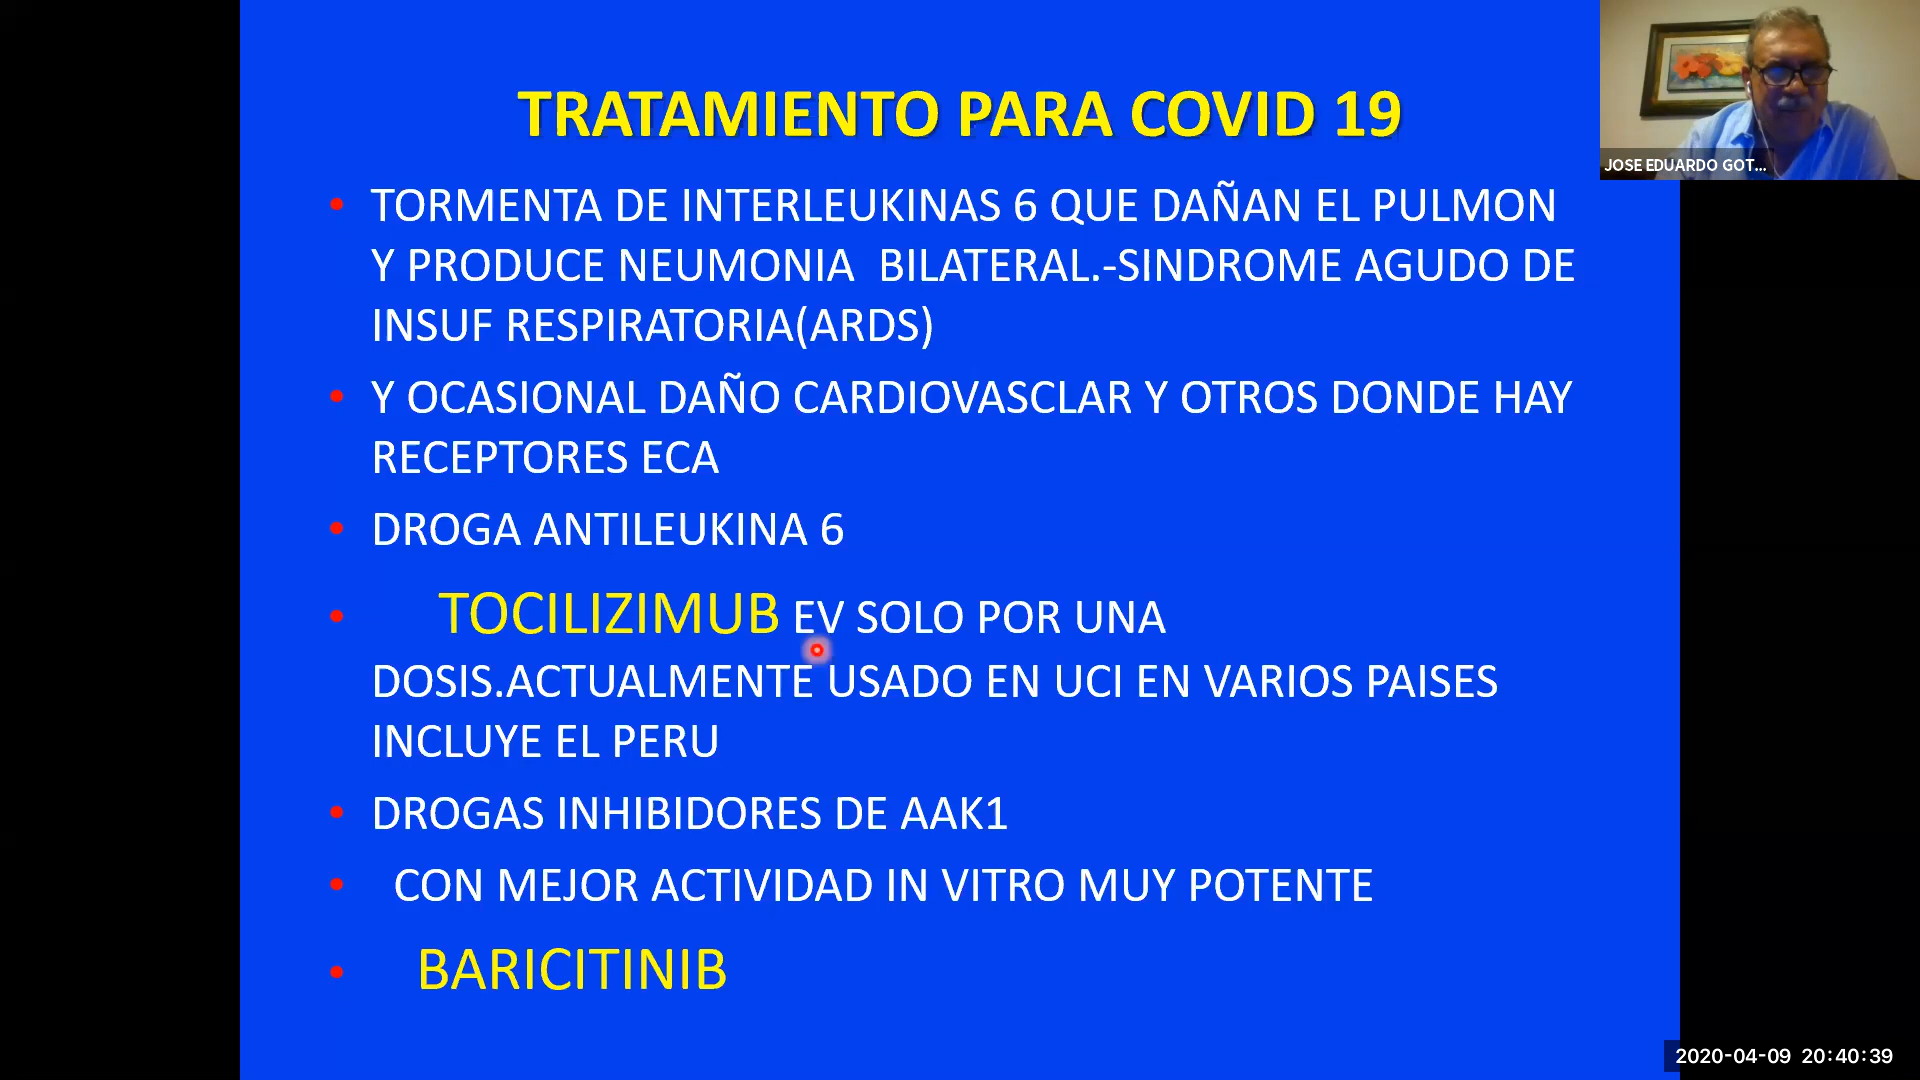 TRATAMIENTO PARA COVID 19
JOSE EDUARDO GOT...
• TORMENTA DE INTERLEUKINAS 6 QUE DAÑAN EL PULMON
Y PRODUCE NEUMONIA BILATERAL.-SINDROME AGUDO DE
INSUF RESPIRATORIA(ARDS)
• Y OCASIONAL DAÑO CARDIOVASCLAR Y OTROS DONDE HAY
RECEPTORES ECA
• DROGA ANTILEUKINA 6
• TOCILIZIMUB EV SOLO POR UNA
DOSIS.ACTUALMENTE USADO EN UCI EN VARIOS PAISES
INCLUYE EL PERU
• DROGAS INHIBIDORES DE AAK1
• CON MEJOR ACTIVIDAD IN VITRO MUY POTENTE
• BARICITINIB
2020-04-09 20:40:39